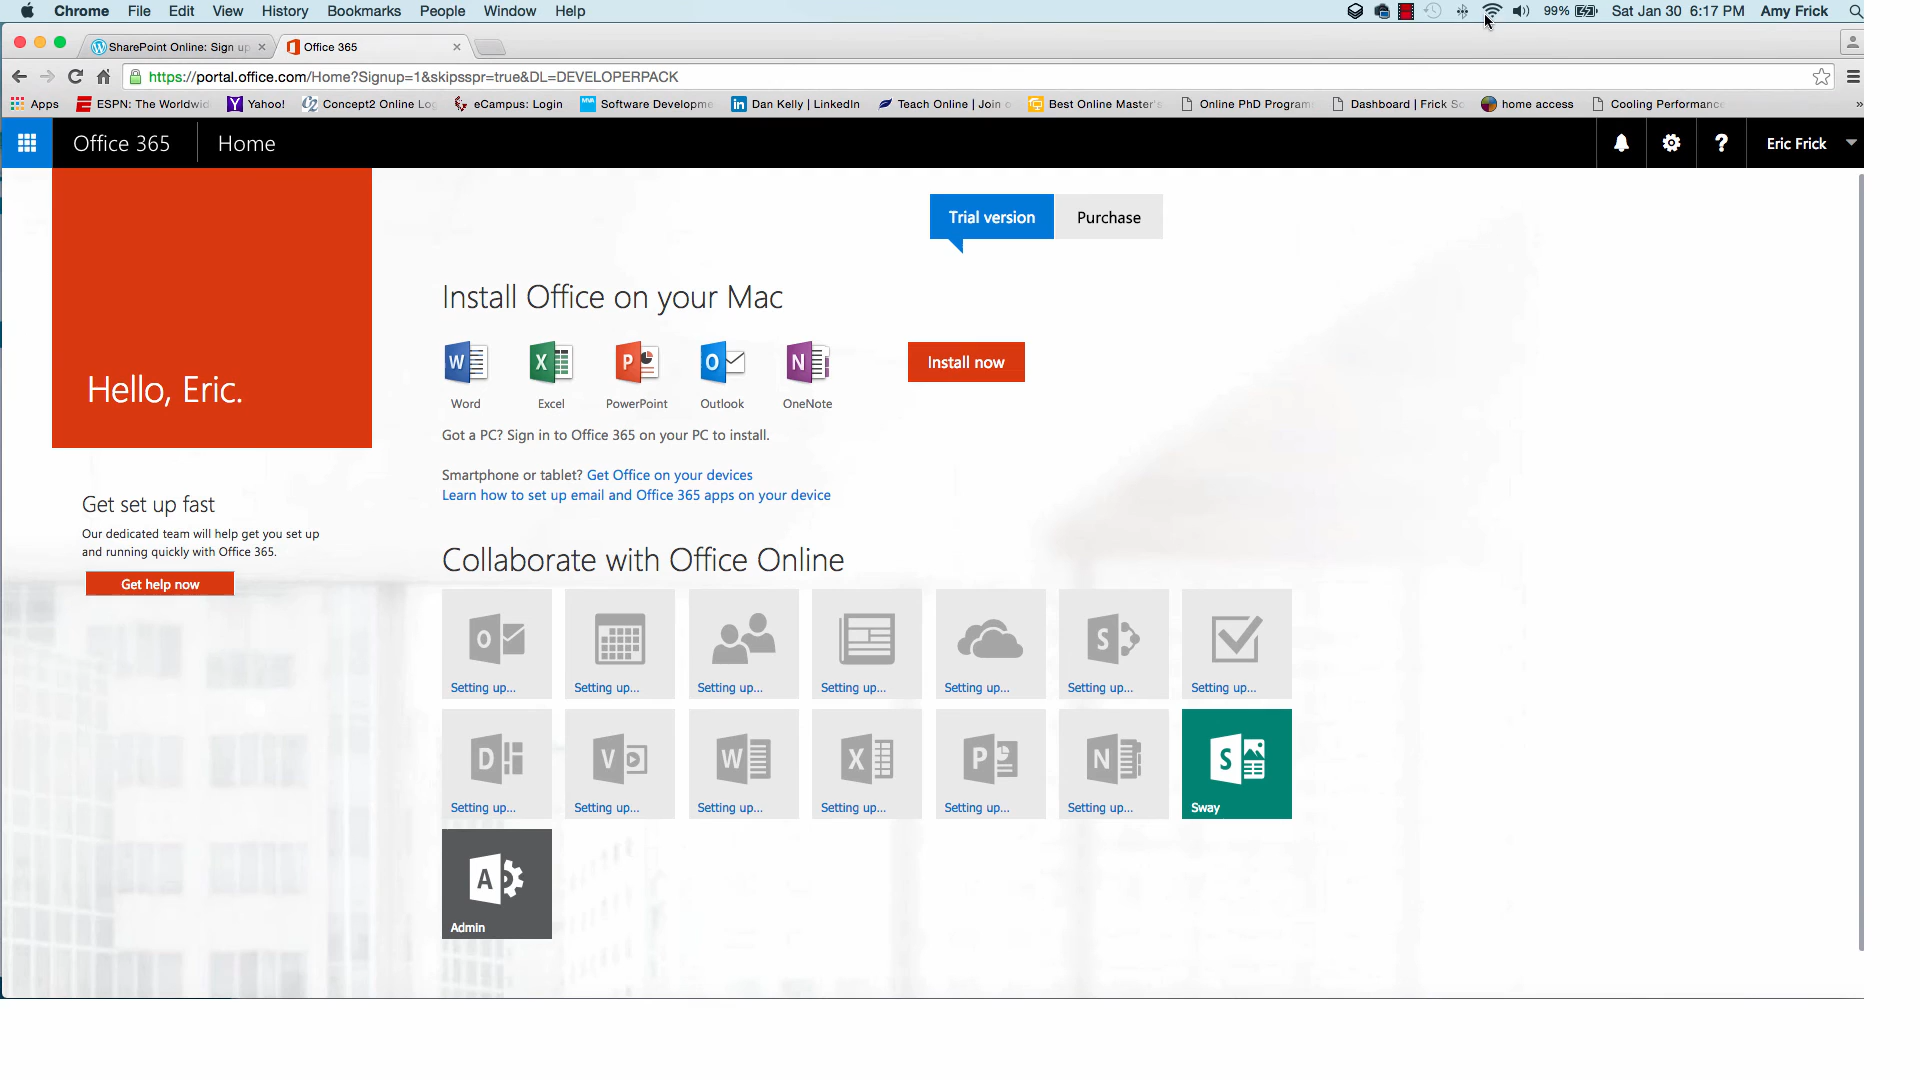 Chrome File Edit View History Bookmarks People Window Help 99% Sat Jan 30 6:17 PM Amy Frick
SharePoint Online: Sign up Office 365
https://portal.office.com/Home?Signup=1&skipsspr=true&DL=DEVELOPERPACK
Apps ESPN: The Worldwid Yahoo! Concept2 Online Log eCampus: Login Software Developme Dan Kelly | LinkedIn Teach Online | Join Best Online Master's Online PhD Program Dashboard | Frick Sc home access Cooling Performance »
Office 365 Home ? Eric Frick
Trial version Purchase
Install Office on your Mac
Install now
Word Excel PowerPoint Outlook OneNote
Hello, Eric.
Got a PC? Sign in to Office 365 on your PC to install.
Smartphone or tablet? Get Office on your devices
Learn how to set up email and Office 365 apps on your device
Get set up fast
Our dedicated team will help get you set up
and running quickly with Office 365.
Get help now
Collaborate with Office Online
Setting up... Setting up... Setting up... Setting up... Setting up... Setting up... Setting up...
Setting up... Setting up... Setting up... Setting up... Setting up... Setting up... Sway
Admin